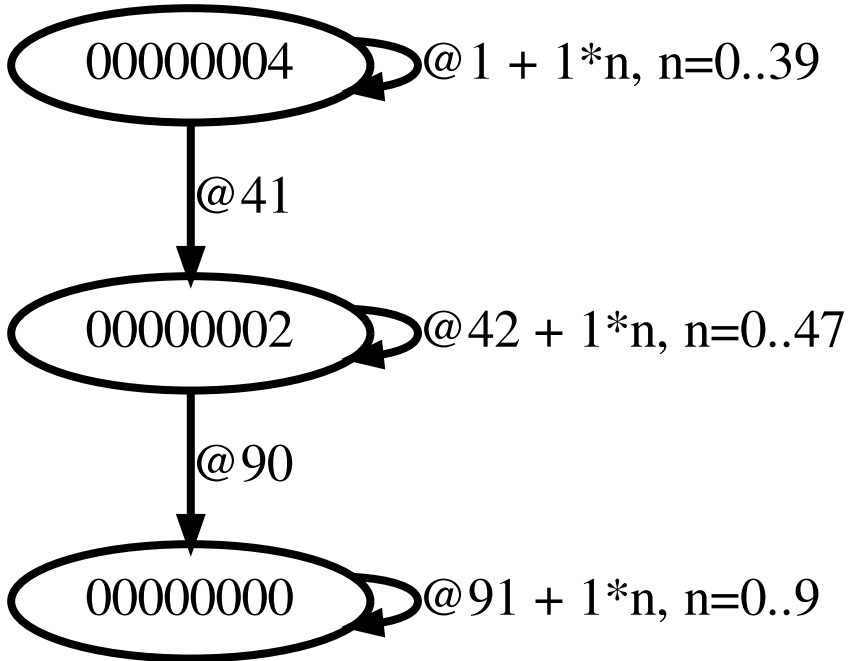 00000004 @1 + 1*n, n=0..39
@41
00000002 @42 + 1*n, n=0..47
@90
00000000 @91 + 1*n, n=0..9